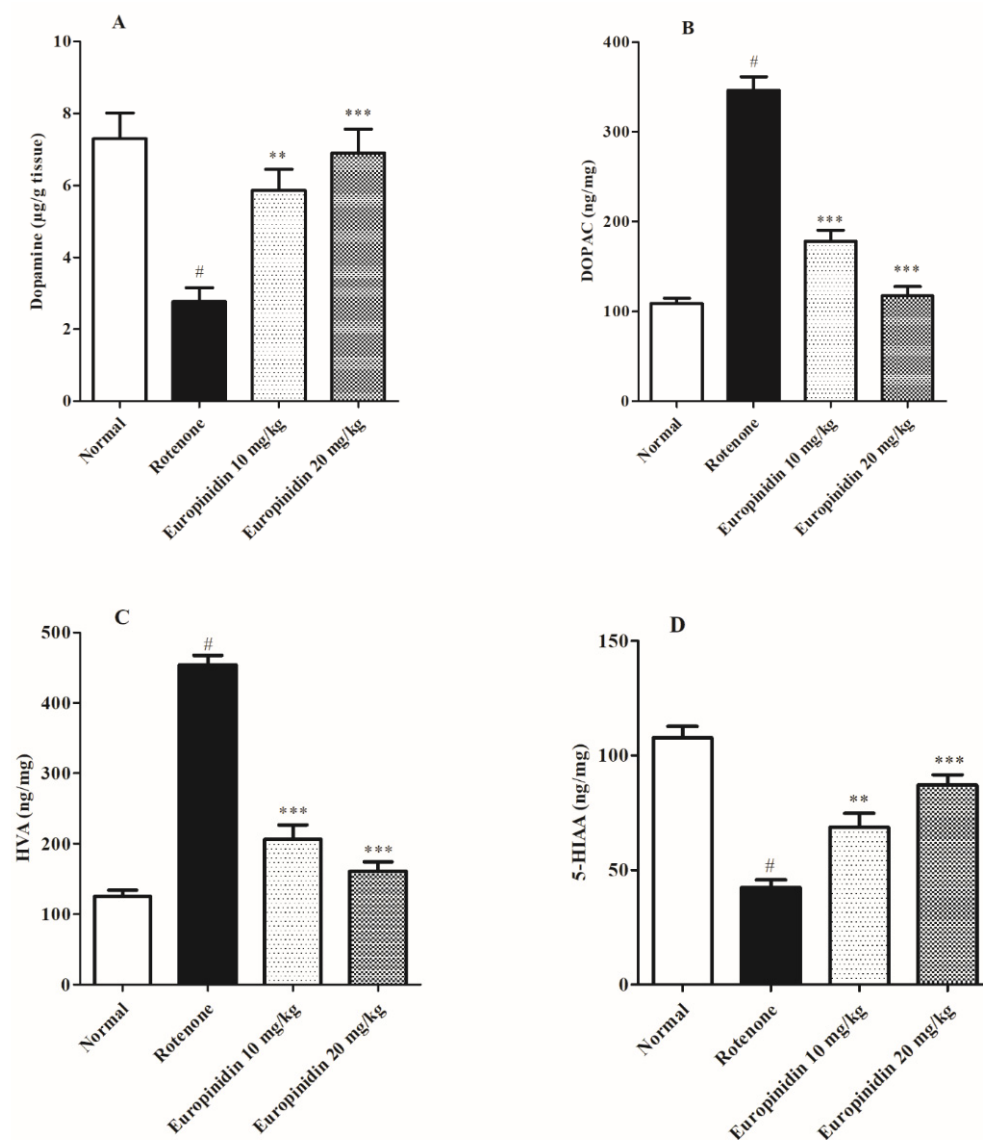 A
Dopamine (µg/g tissue)
10
8
6
4
2
0
#
**
***
Normal
Rotenone
Europinidin 10 mg/kg
Europinidin 20 mg/kg
B
DOPAC (ng/mg)
400
300
200
100
0
#
***
***
Normal
Rotenone
Europinidin 10 mg/kg
Europinidin 20 mg/kg
C
HVA (ng/mg)
500
400
300
200
100
0
#
***
***
Normal
Rotenone
Europinidin 10 mg/kg
Europinidin 20 mg/kg
D
5-HIAA (ng/mg)
150
100
50
0
#
**
***
Normal
Rotenone
Europinidin 10 mg/kg
Europinidin 20 mg/kg